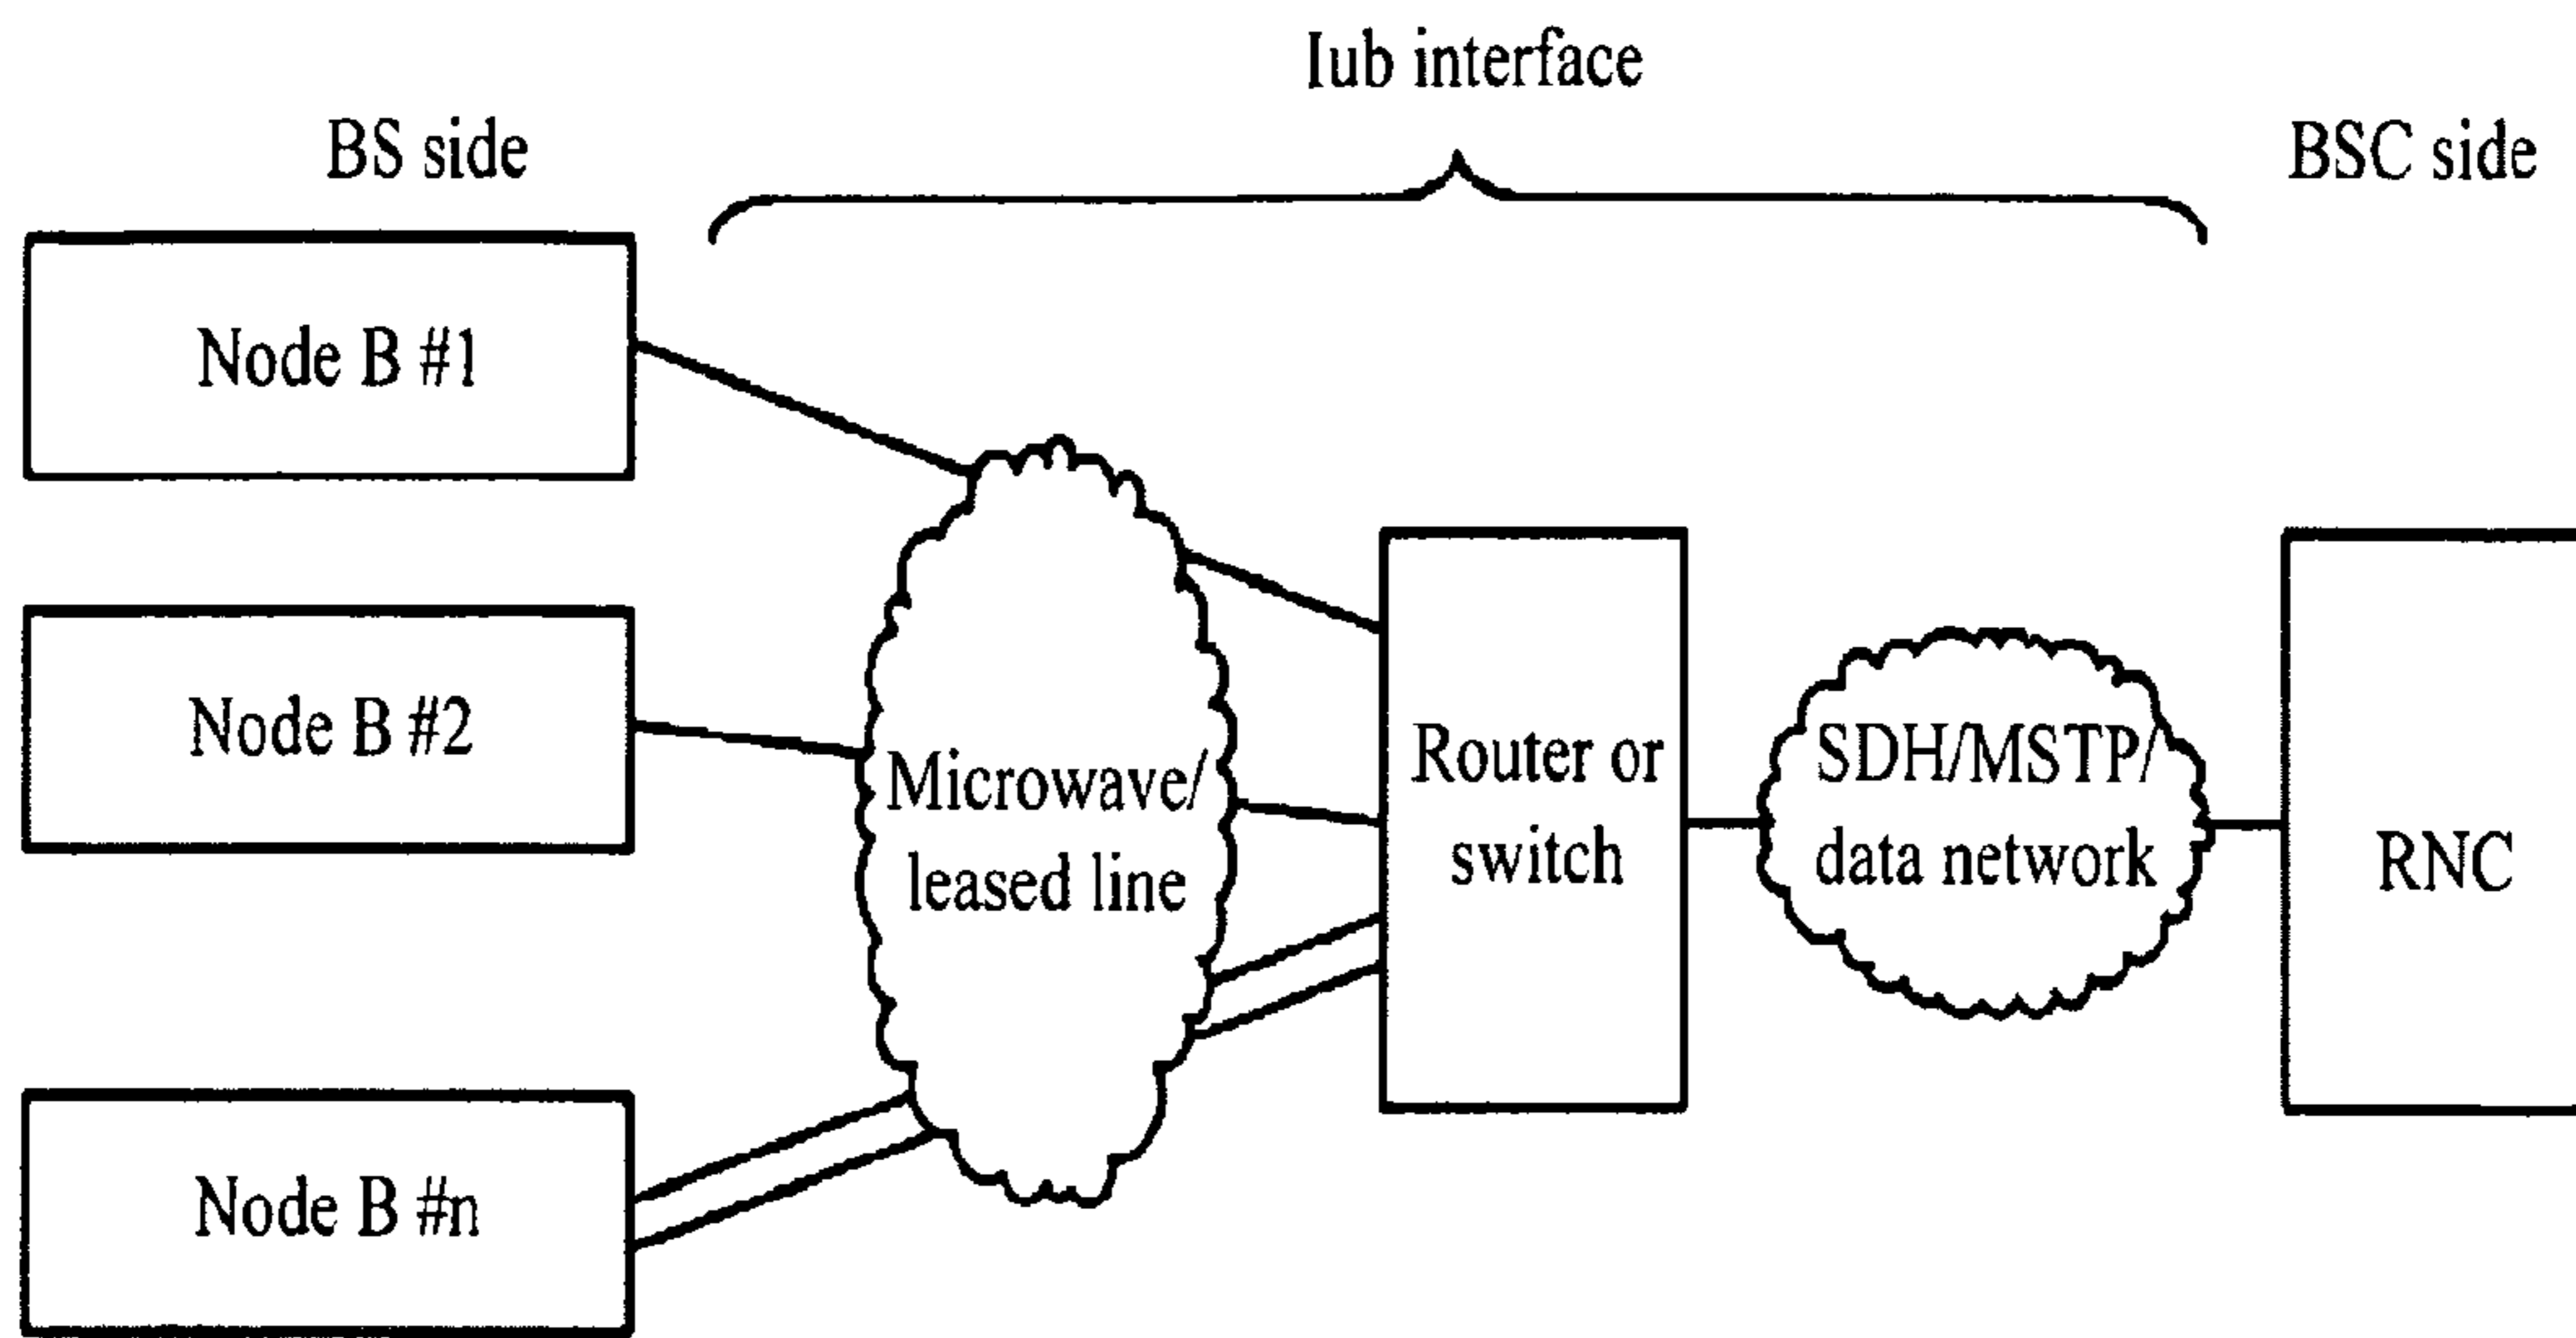 Iub interface
BS side
BSC side
Node B #1
Node B #2
Node B #n
Microwave/
leased line
Router or
switch
SDH/MSTP/
data network
RNC